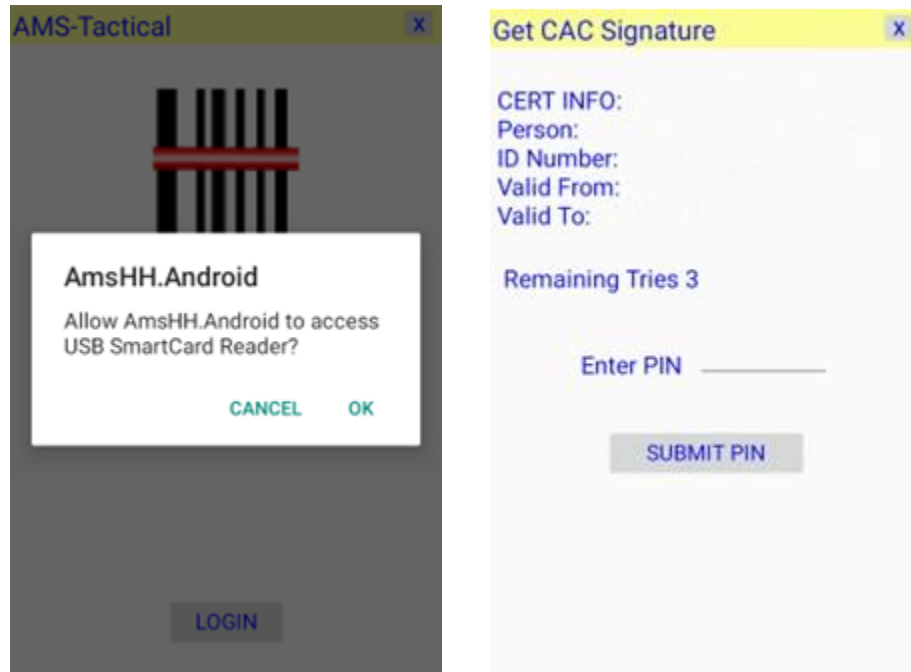 AMS-Tactical
X
AmsHH.Android
Allow AmsHH.Android to access
USB SmartCard Reader?
CANCEL OK
LOGIN
Get CAC Signature
X
CERT INFO:
Person:
ID Number:
Valid From:
Valid To:
Remaining Tries 3
Enter PIN
SUBMIT PIN